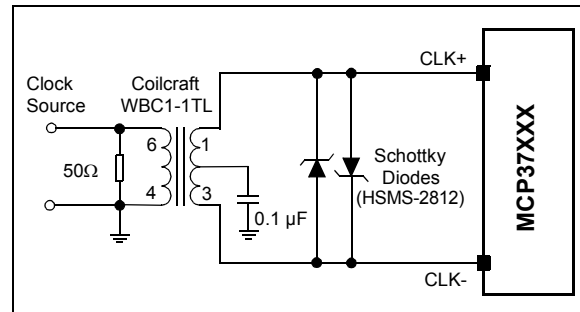 Clock
Source
Coilcraft
WBC1-1TL
50Ω
6
4
1
3
0.1 µF
Schottky
Diodes
(HSMS-2812)
CLK+
CLK-
MCP37XXX